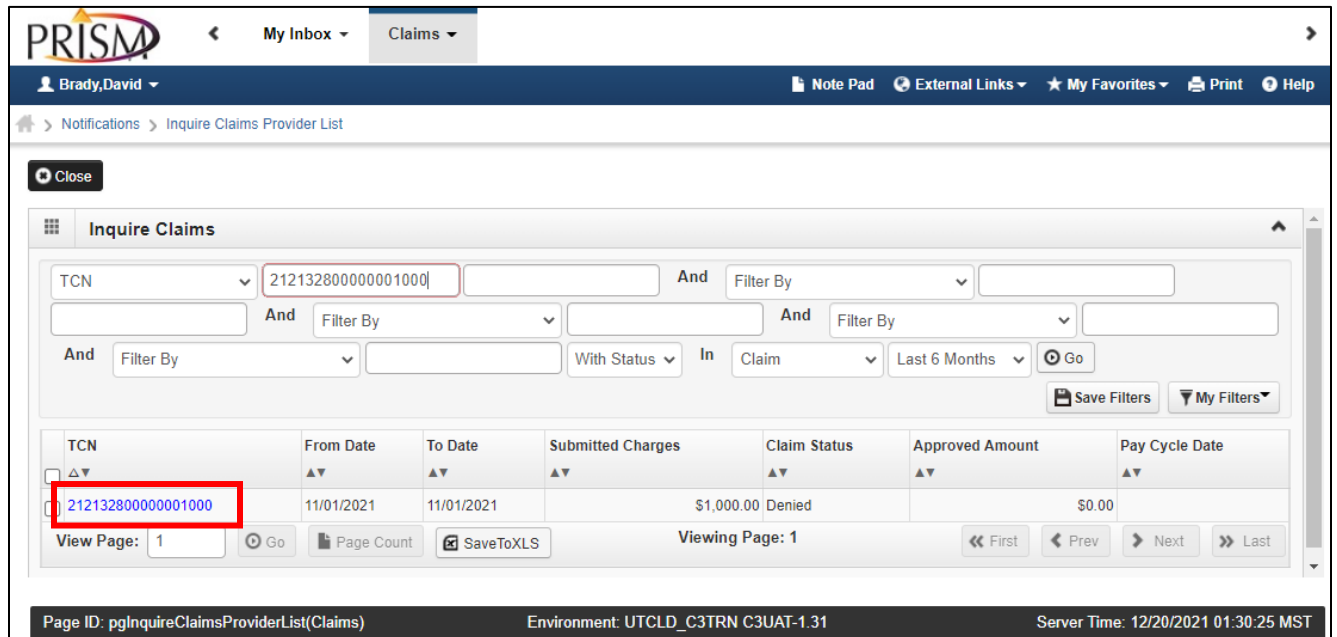 PRISM My Inbox Claims
Brady,David Note Pad External Links My Favorites Print Help
> Notifications > Inquire Claims Provider List
Close
Inquire Claims
TCN 212132800000001000 And Filter By
And Filter By And Filter By
And Filter By With Status In Claim Last 6 Months Go
Save Filters My Filters
TCN From Date To Date Submitted Charges Claim Status Approved Amount Pay Cycle Date
212132800000001000 11/01/2021 11/01/2021 $1,000.00 Denied $0.00
View Page: 1 Go Page Count SaveToXLS Viewing Page: 1 First Prev Next Last
Page ID: pgInquireClaimsProviderList(Claims) Environment: UTCLD_C3TRN C3UAT-1.31 Server Time: 12/20/2021 01:30:25 MST